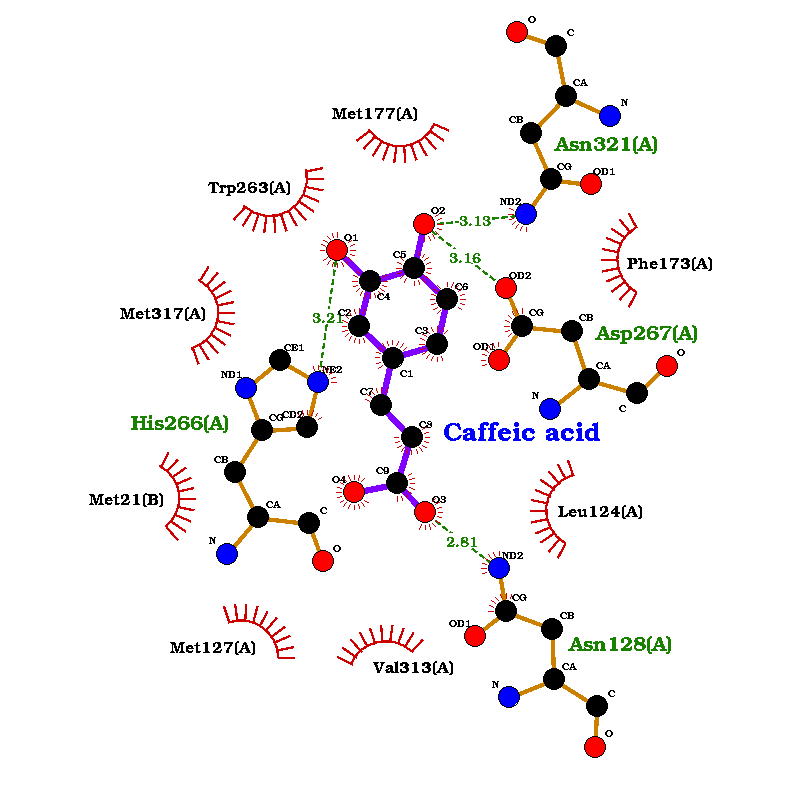 O
C
CA
N
CB
Met177(A)
Asn321(A)
CG
OD1
Trp263(A)
ND2
O2
3.13
O1
C5
3.16
Phe173(A)
OD2
C4
C6
Met317(A)
C2
3.21
CG
CB
Asp267(A)
C3
CE1
OD1
O
C1
NE2
CA
ND1
C7
N
C
CG
CD2
His266(A)
C8
Caffeic acid
CB
C9
O4
Met21(B)
O3
Leu124(A)
CA
C
N
2.81
O
ND2
CG
OD1
CB
Met127(A)
Asn128(A)
Val313(A)
CA
N
C
O